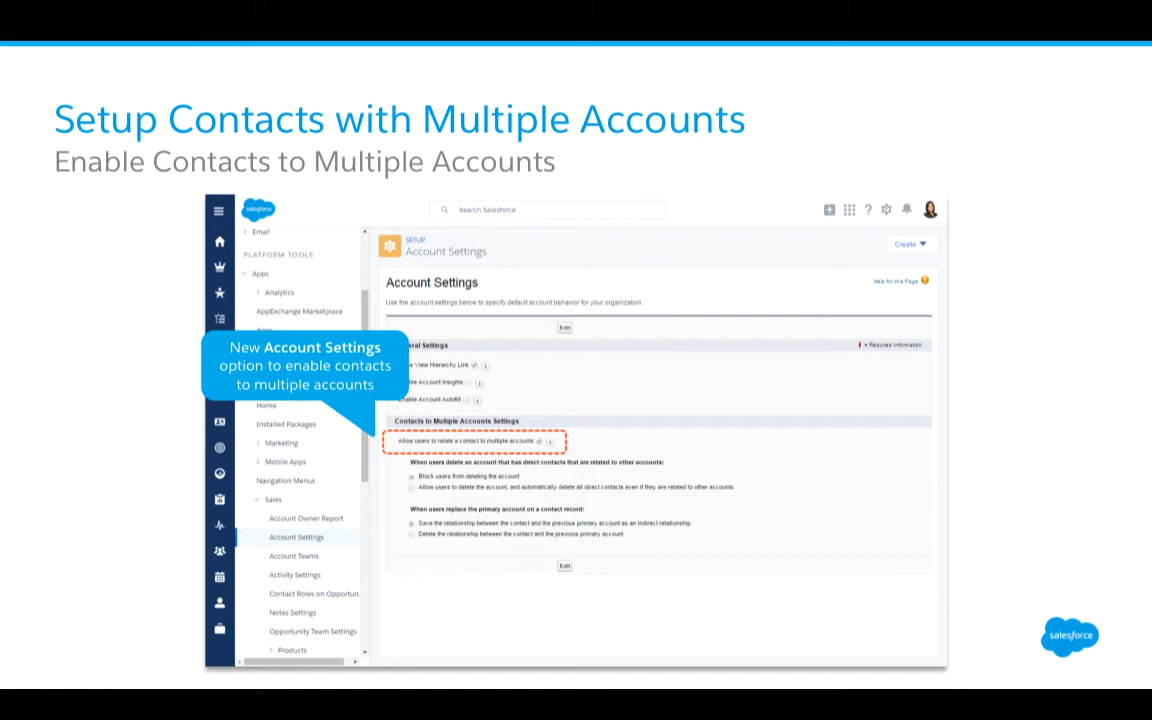 Setup Contacts with Multiple Accounts
Enable Contacts to Multiple Accounts
salesforce
Search Salesforce
Email
PLATFORM TOOLS
Apps
Analytics
AppExchange Marketplace
New Account Settings
option to enable contacts
to multiple accounts
Home
Installed Packages
Marketing
Mobile Apps
Navigation Menus
Sales
Account Owner Report
Account Settings
Account Teams
Activity Settings
Contact Roles on Opportun
Notes Settings
Opportunity Team Settings
Products
SETUP
Account Settings
Create
Account Settings
Help for this Page
Use the account settings below to specify default account behavior for your organization.
Edit
Settings
= Required Information
View Hierarchy Link
Account Insights
Account Autofill
Contacts to Multiple Accounts Settings
Allow users to relate a contact to multiple accounts
When users delete an account that has direct contacts that are related to other accounts:
Block users from deleting the account
Allow users to delete the account, and automatically delete all direct contacts even if they are related to other accounts
When users replace the primary account on a contact record:
Save the relationship between the contact and the previous primary account as an indirect relationship
Delete the relationship between the contact and the previous primary account
Edit
salesforce